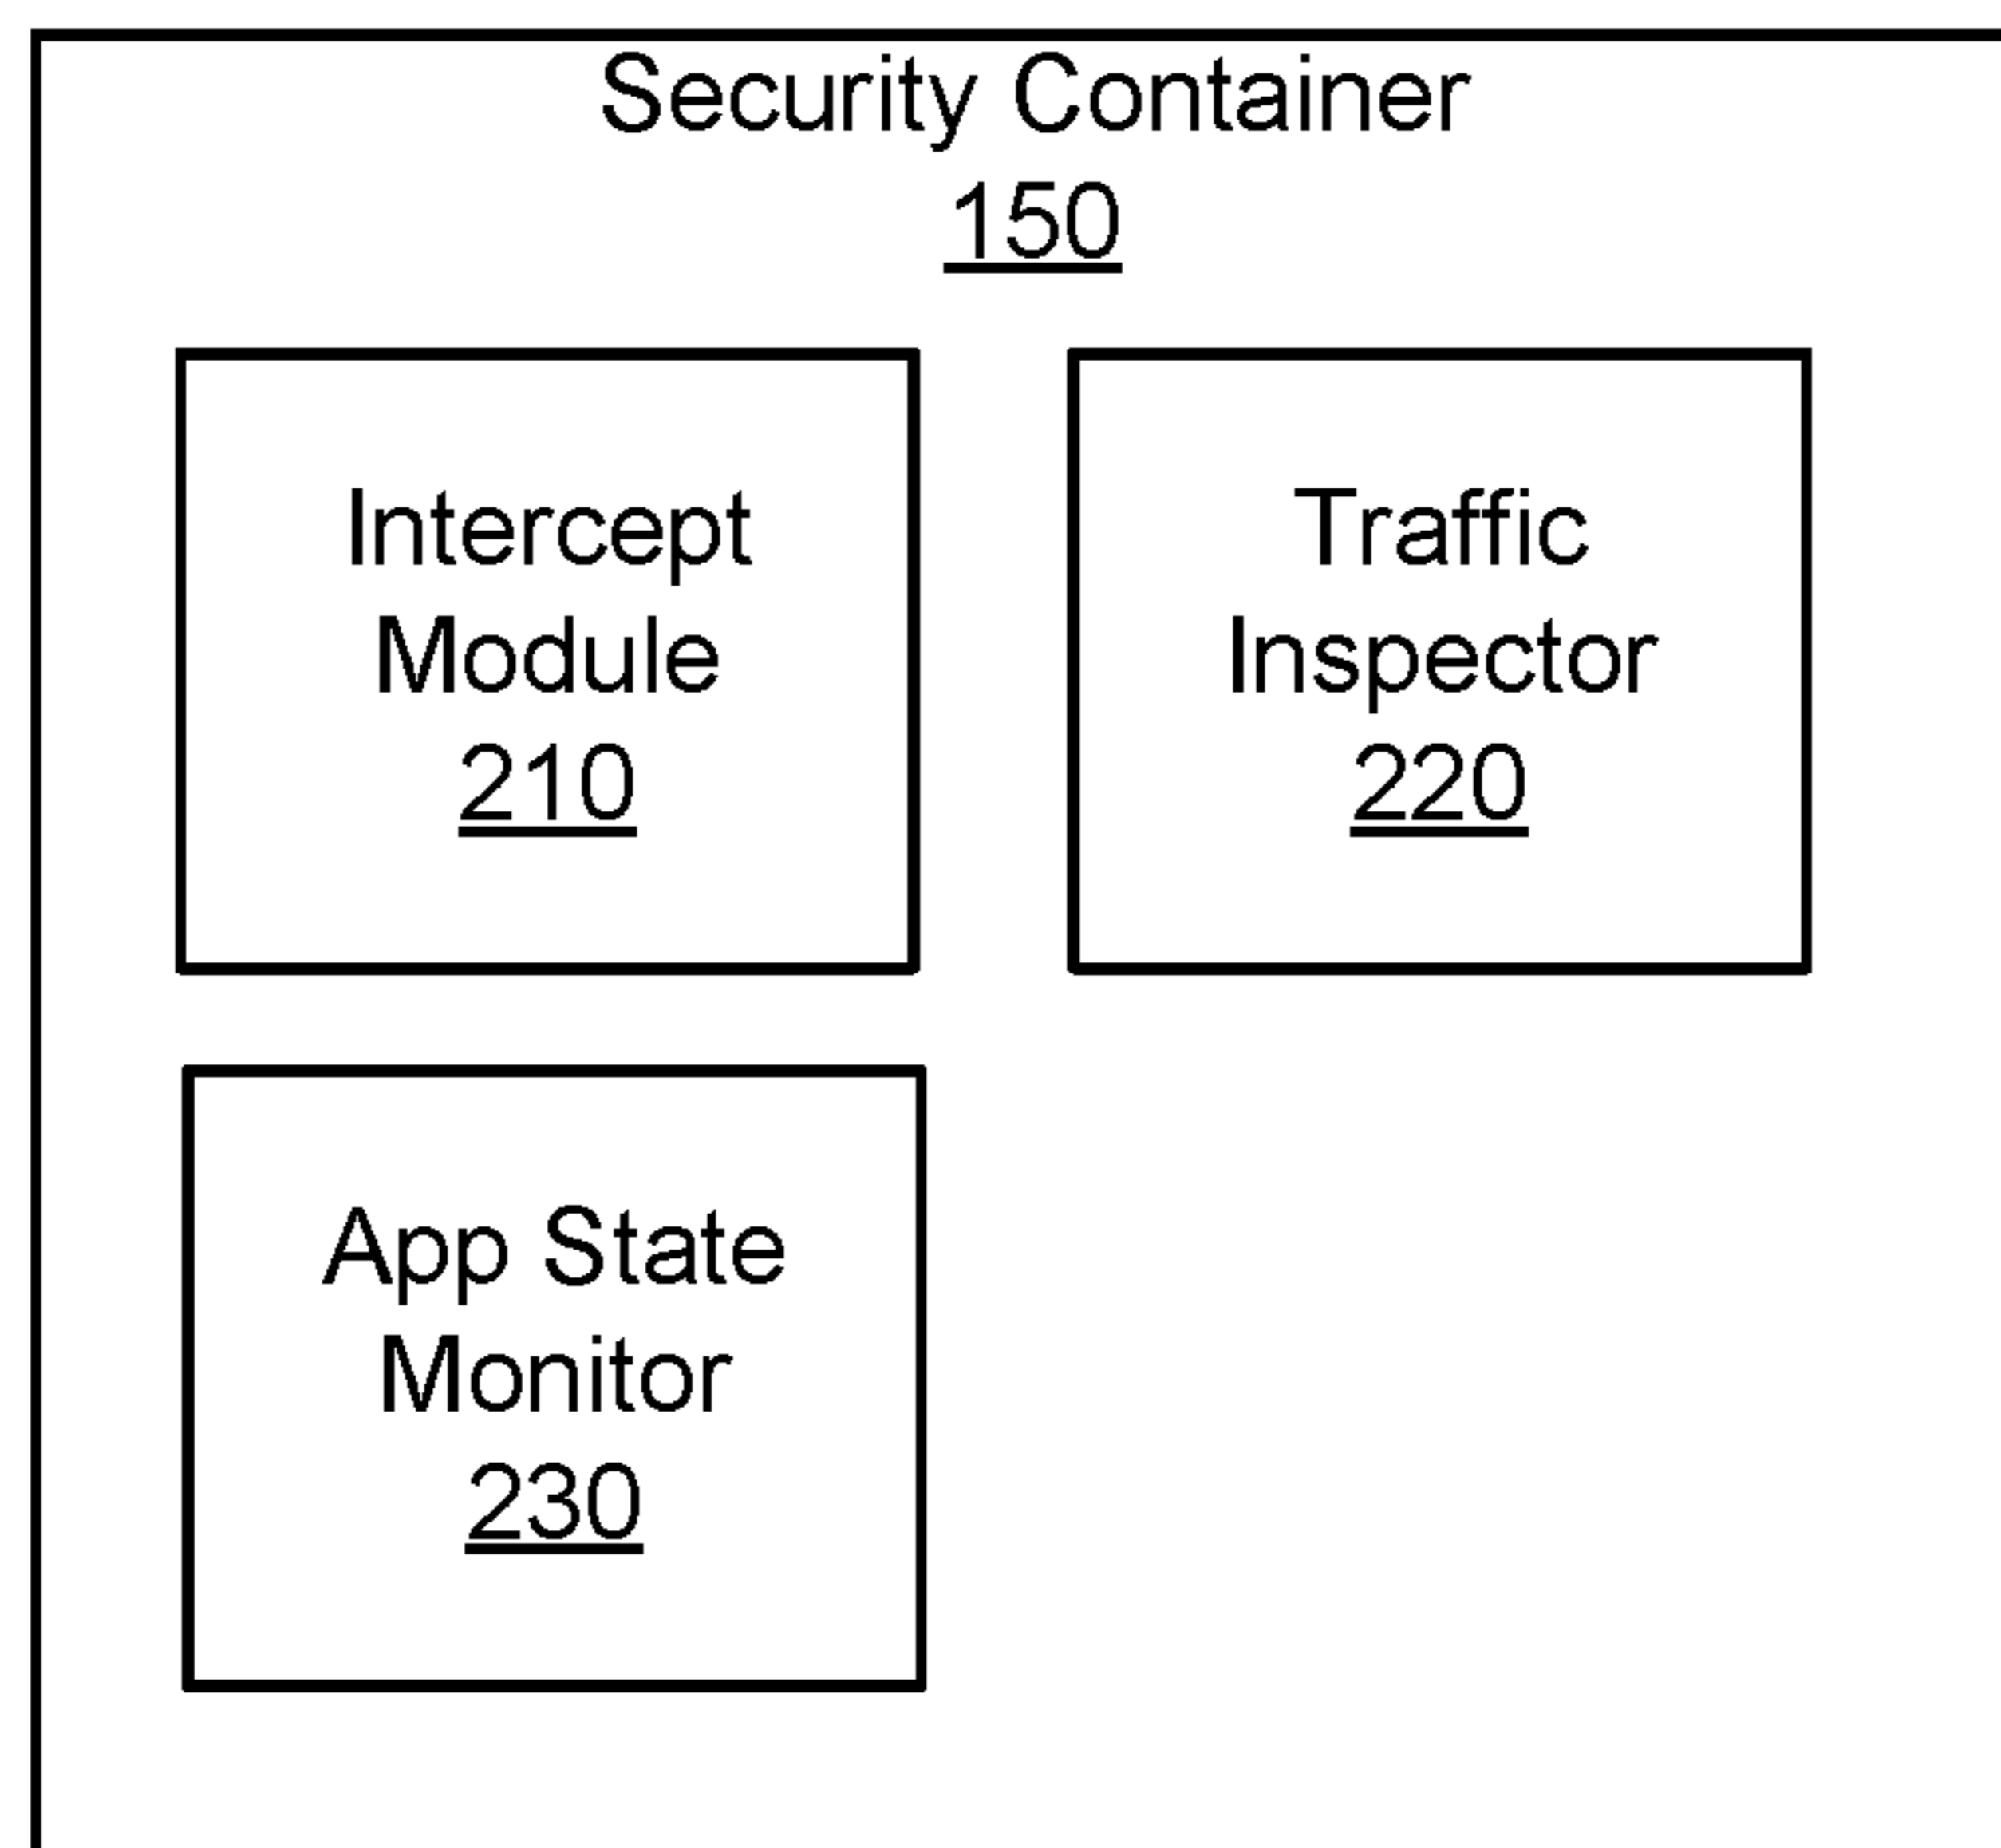 Security Container
150
Intercept
Module
210
Traffic
Inspector
220
App State
Monitor
230